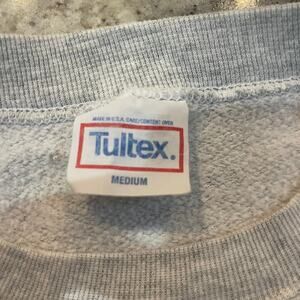 MADE IN U.S.A. CARE/CONTENT OVER
Tultex.
MEDIUM